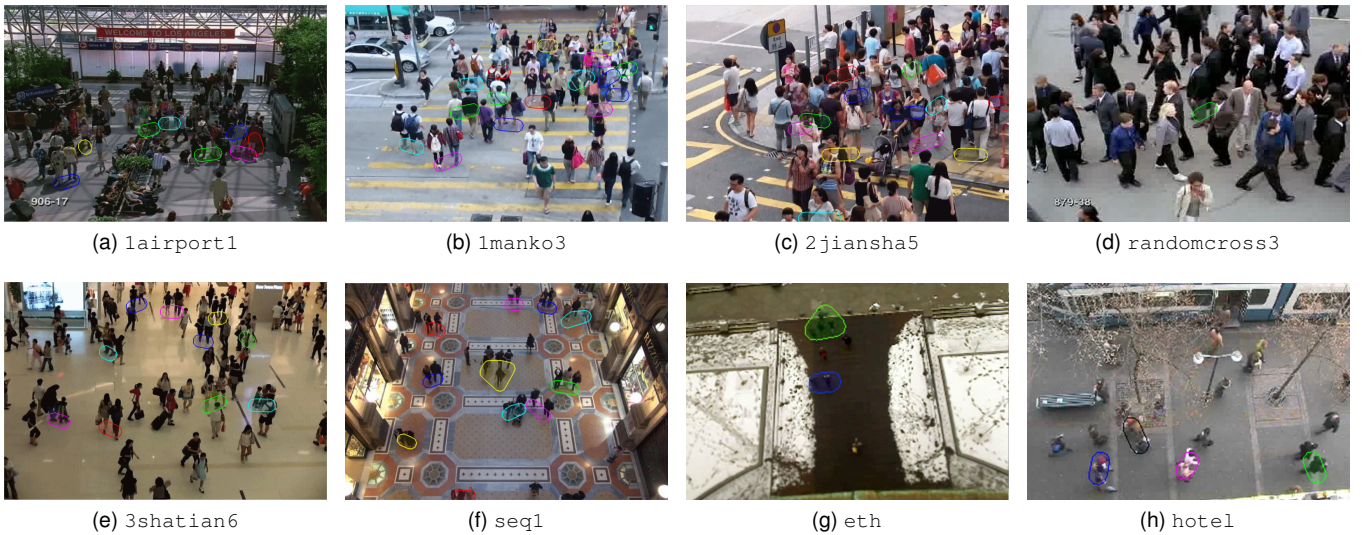 WELCOME TO LOS ANGELES
906-17
(a) 1airport1
(b) 1manko3
(c) 2jiansha5
879-38
(d) randomcross3
(e) 3shatian6
(f) seq1
(g) eth
(h) hotel